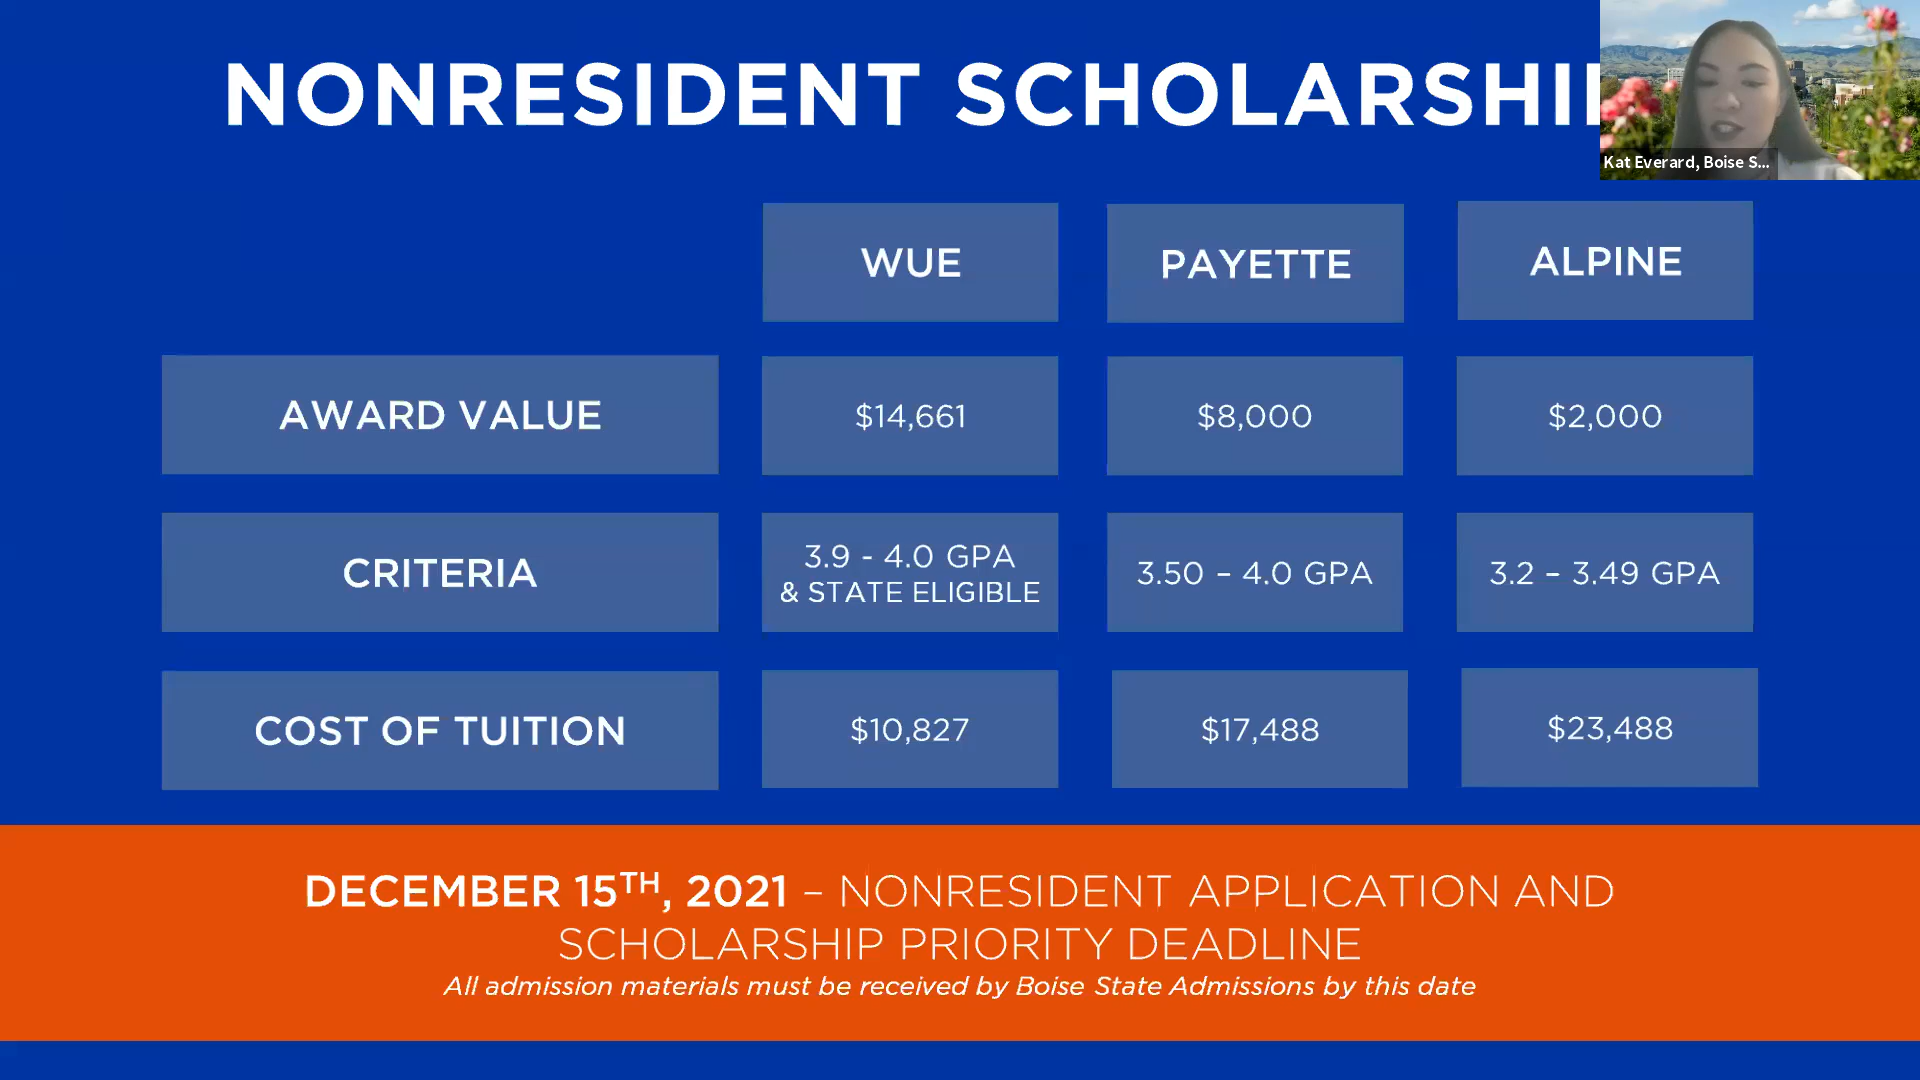 NONRESIDENT SCHOLARSHI
Kat Everard, Boise S...
WUE
PAYETTE
ALPINE
AWARD VALUE
$14,661
$8,000
$2,000
CRITERIA
3.9 - 4.0 GPA
& STATE ELIGIBLE
3.50 – 4.0 GPA
3.2 – 3.49 GPA
COST OF TUITION
$10,827
$17,488
$23,488
DECEMBER 15TH, 2021 – NONRESIDENT APPLICATION AND
SCHOLARSHIP PRIORITY DEADLINE
All admission materials must be received by Boise State Admissions by this date